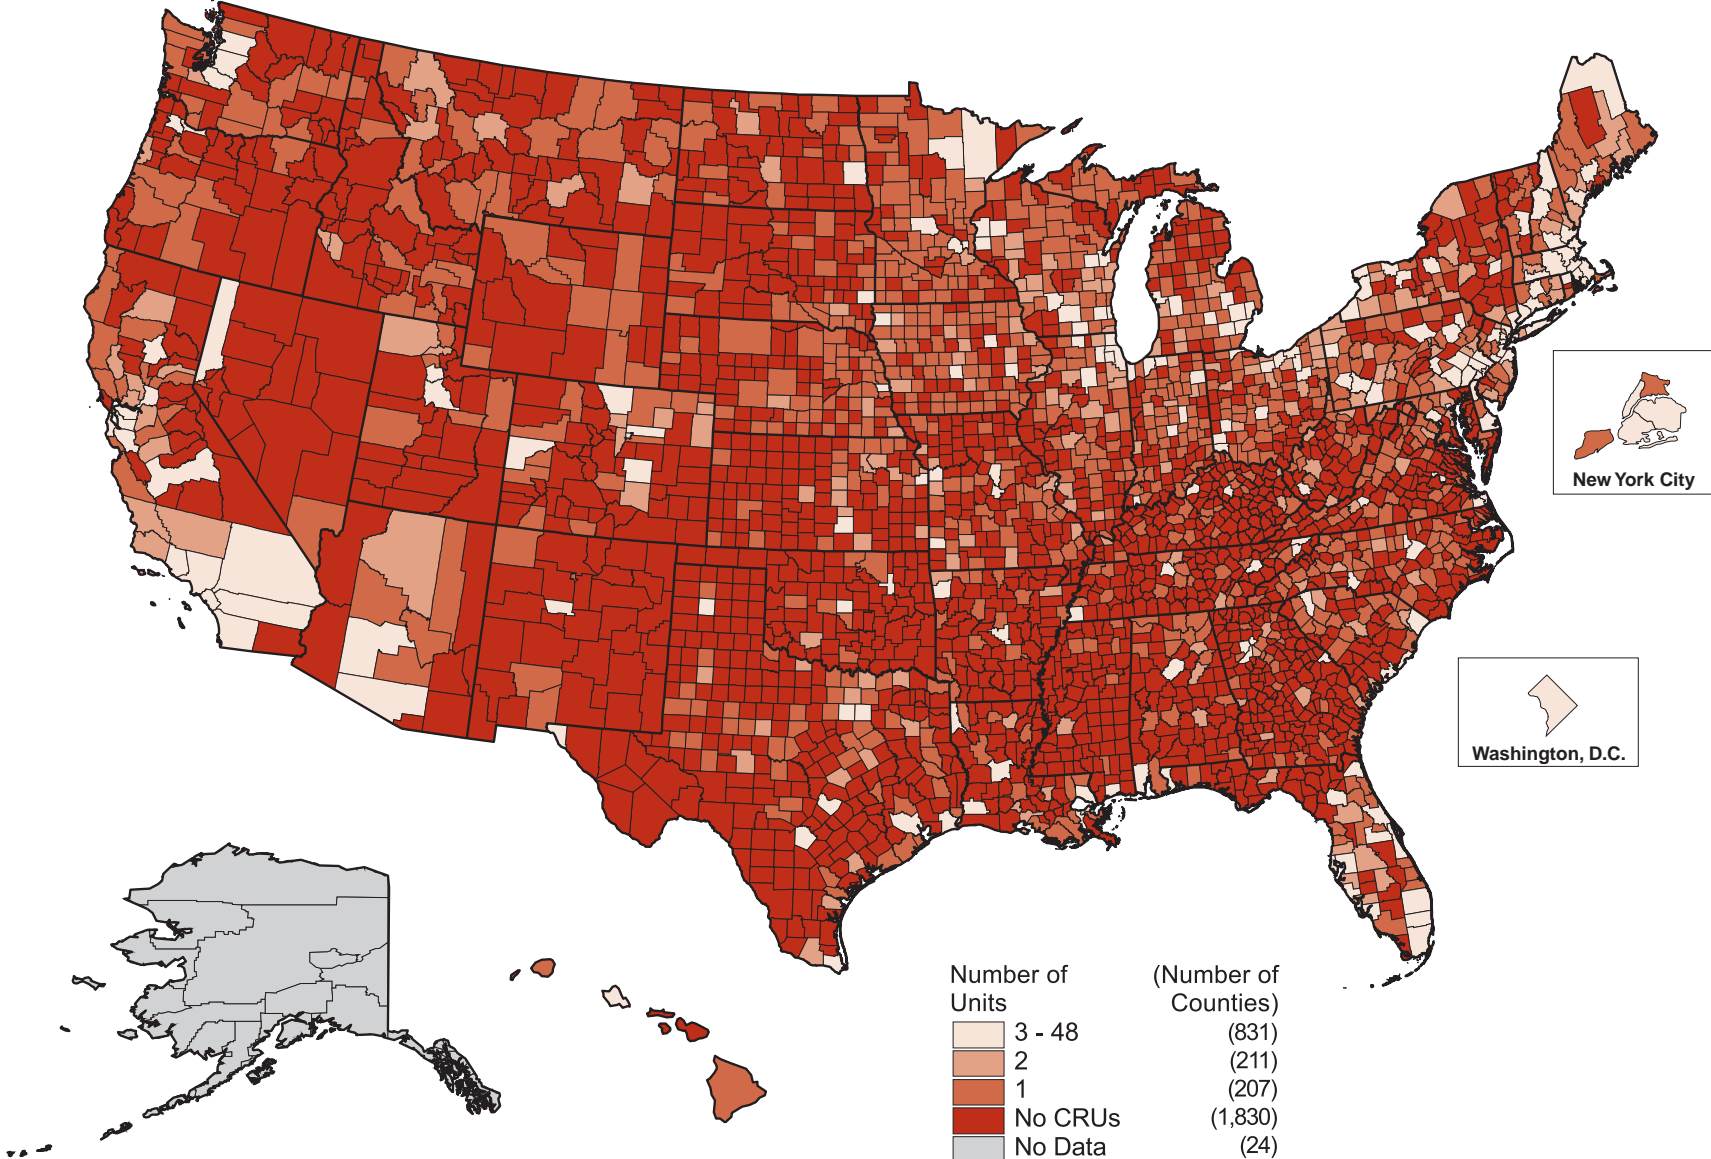 New York City
Washington, D.C.
Number of (Number of
Units Counties)
3 - 48 (831)
2 (211)
1 (207)
No CRUs (1,830)
No Data (24)